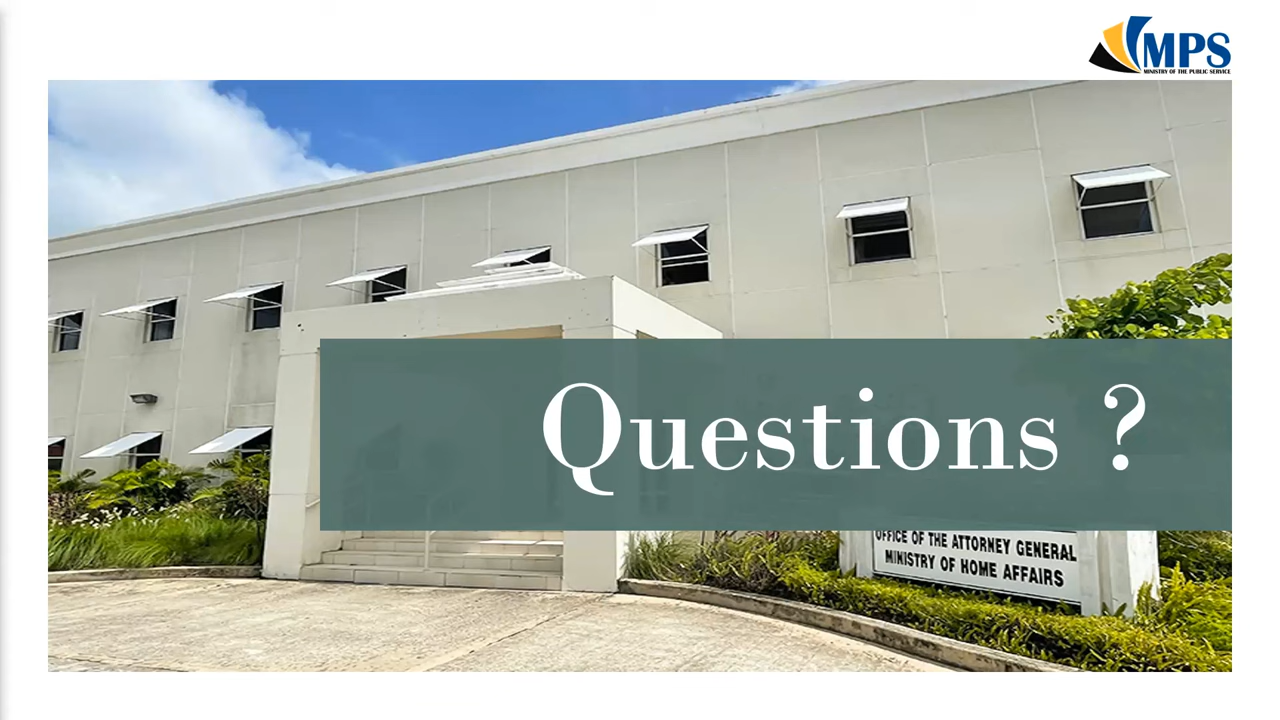 MPS
MINISTRY OF THE PUBLIC SERVICE
Questions ?
OFFICE OF THE ATTORNEY GENERAL
MINISTRY OF HOME AFFAIRS